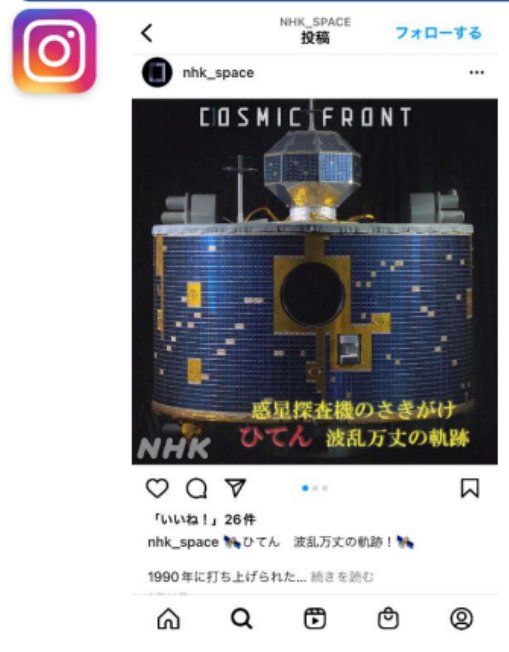 NHK_SPACE
投稿
フォローする
nhk_space
COSMIC FRONT
惑星探査機のさきがけ
ひてん 波乱万丈の軌跡
NHK
「いいね！」26件
nhk_space 🛰️ひてん　波乱万丈の軌跡！🛰️
1990年に打ち上げられた... 続きを読む